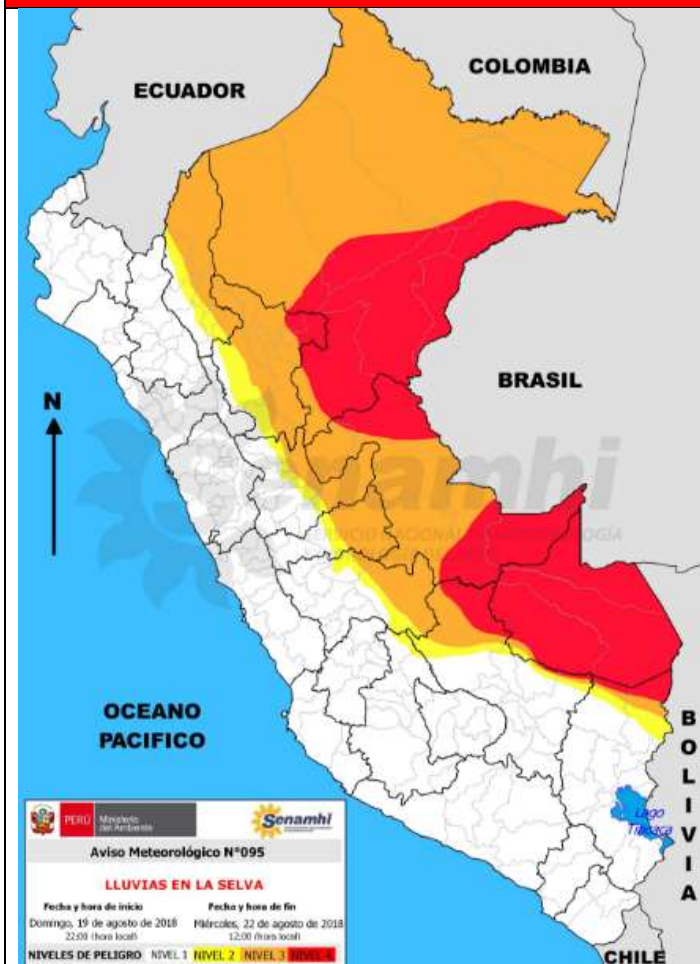 COLOMBIA
ECUADOR
BRASIL
N
Senamhi
OCEANO
PACIFICO
BOLIVIA
Lago
Titicaca
PERÚ Ministerio
del Ambiente
Senamhi
Aviso Meteorológico N°095
LLUVIAS EN LA SELVA
Fecha y hora de inicio Fecha y hora de fin
Domingo, 19 de agosto de 2018 Miércoles, 22 de agosto de 2018
22:00 (hora local) 12:00 (hora local)
NIVELES DE PELIGRO NIVEL 1 NIVEL 2 NIVEL 3 NIVEL 4
CHILE